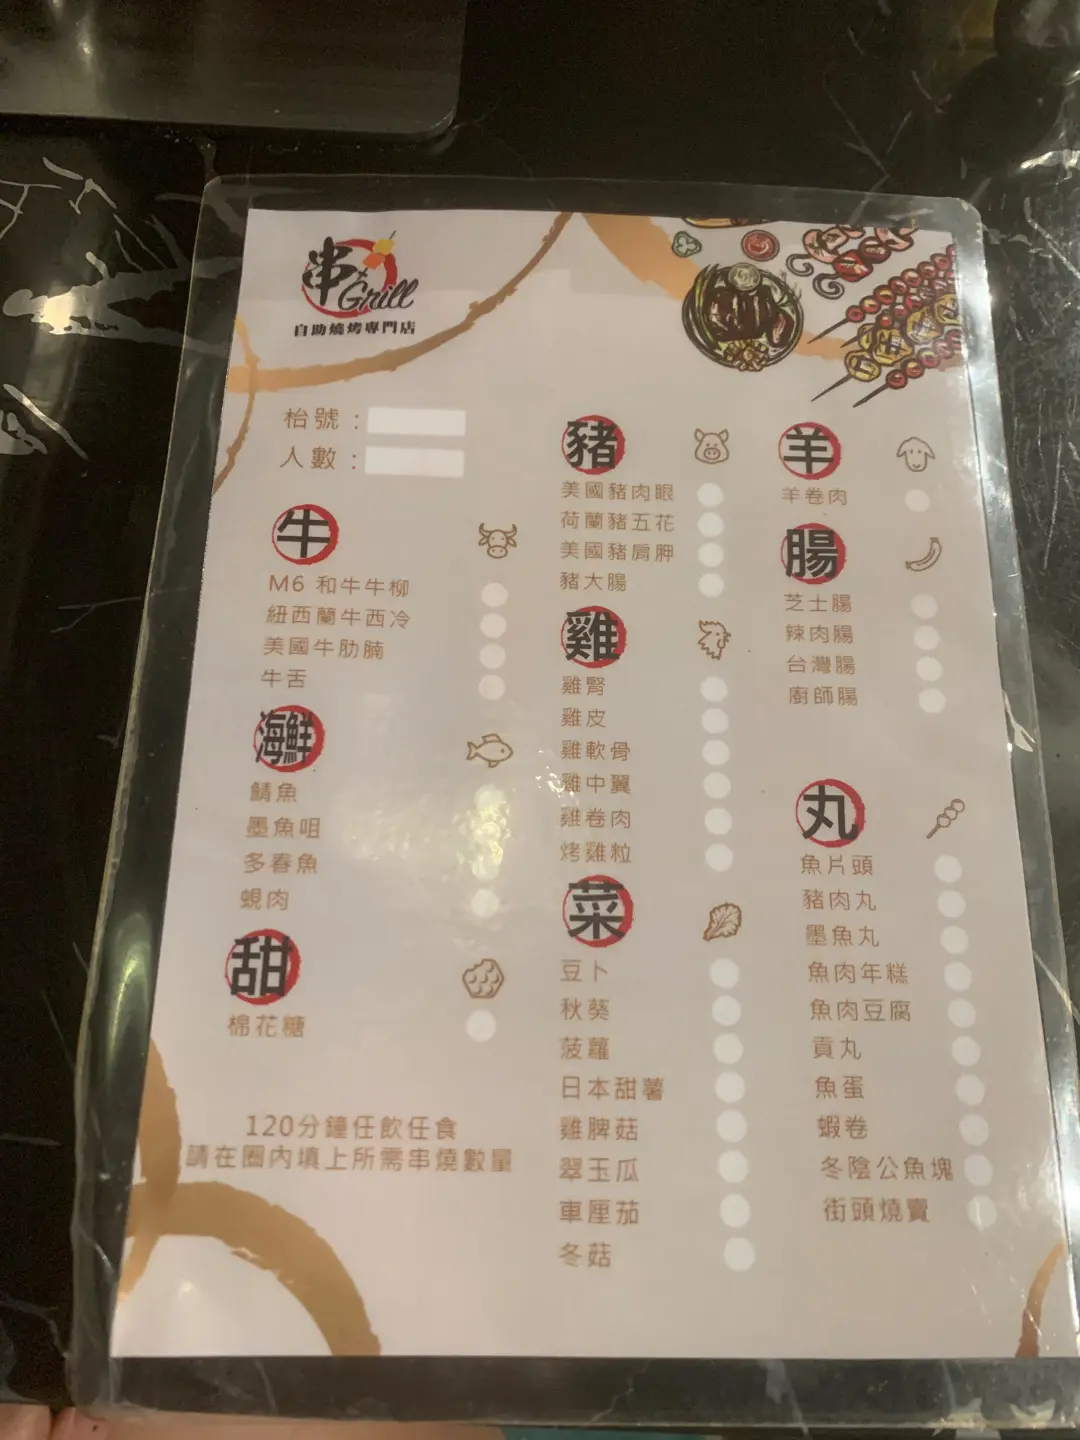 串
Grill
自助燒烤專門店
枱號：
人數：
牛
M6 和牛牛柳
紐西蘭牛西冷
美國牛肋腩
牛舌
海鮮
鯖魚
墨魚咀
多春魚
蜆肉
甜
棉花糖
120分鐘任飲任食
請在圈內填上所需串燒數量
豬
美國豬肉眼
荷蘭豬五花
美國豬肩胛
豬大腸
雞
雞腎
雞皮
雞軟骨
雞中翼
雞卷肉
烤雞粒
菜
豆卜
秋葵
菠蘿
日本甜薯
雞脾菇
翠玉瓜
車厘茄
冬菇
羊
羊卷肉
腸
芝士腸
辣肉腸
台灣腸
廚師腸
丸
魚片頭
豬肉丸
墨魚丸
魚肉年糕
魚肉豆腐
貢丸
魚蛋
蝦卷
冬陰公魚塊
街頭燒賣